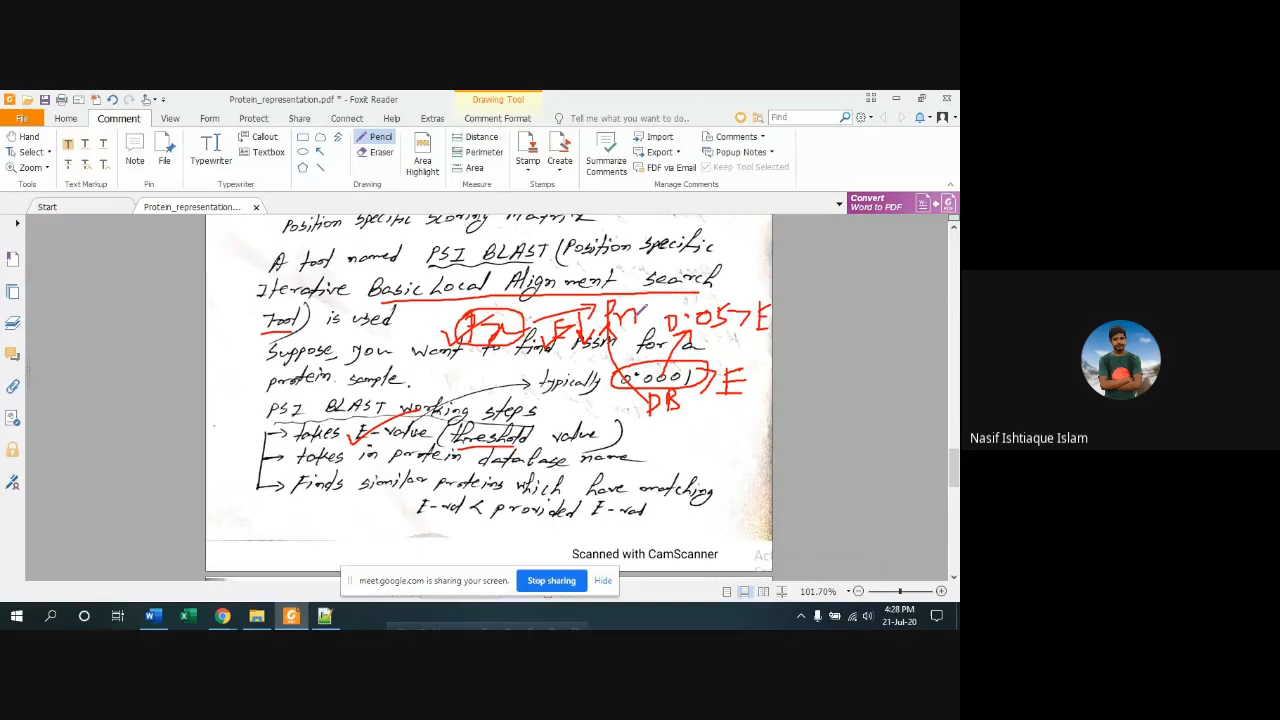 Protein_representation.pdf * - Foxit Reader
Drawing Tool
File Home Comment View Form Protect Share Connect Help Extras Comment Format Tell me what you want to do.. Find
Hand
Select
Zoom
Tools
Text Markup
Note
File
Pin
Typewriter
Callout
Textbox
Typewriter
Pencil
Eraser
Drawing
Area Highlight
Distance
Perimeter
Area
Measure
Stamp
Create
Stamps
Summarize Comments
Import
Export
FDF via Email
Comments
Popup Notes
Keep Tool Selected
Manage Comments
Start
Protein_representation...
Convert
Word to PDF
Position specific scoring matrix
A tool named PSI BLAST (Position specific
Iterative Basic Local Alignment search
tool) is used
0.05 > E
Suppose, you want to find PSSM for a
protein sample.
typically 0.0001 E
DB
PSI BLAST working steps
→ takes E-value (threshold value)
→ takes in protein database name
→ Finds similar proteins which have matching
E-val < provided E-val
Scanned with CamScanner
meet.google.com is sharing your screen.
Stop sharing
Hide
101.70%
4:28 PM
21-Jul-20
Nasif Ishtiaque Islam